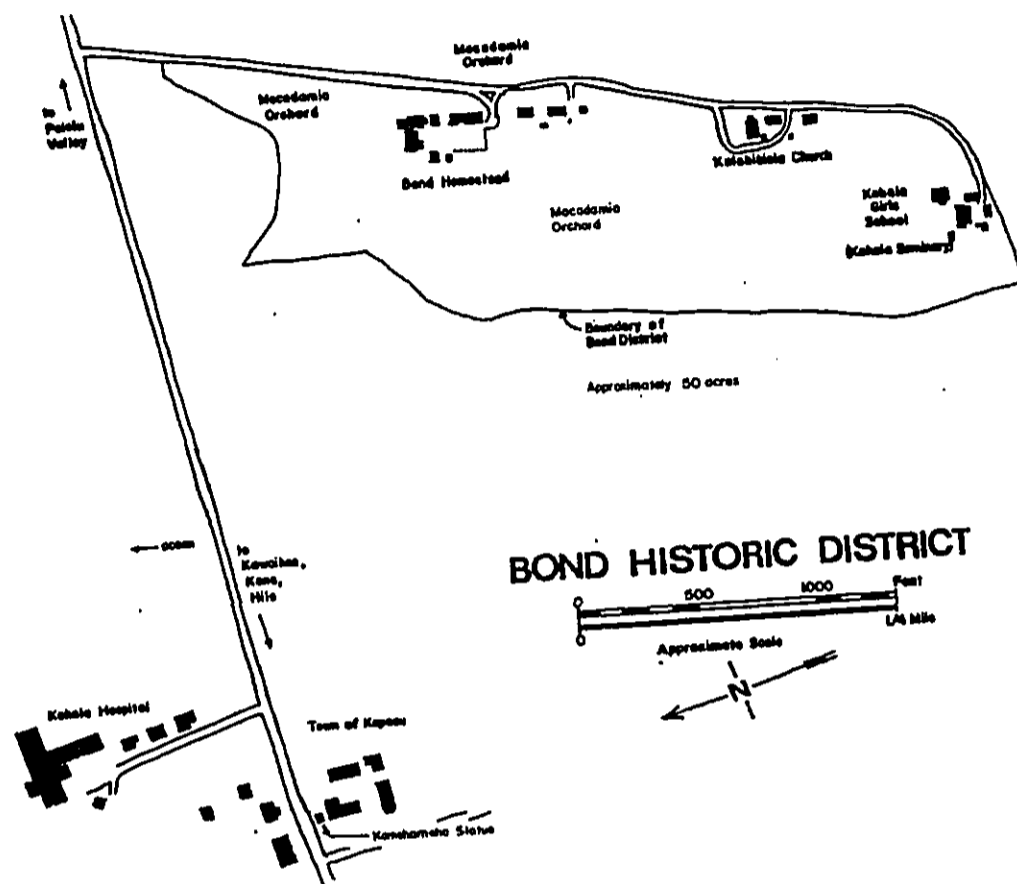 Macadamia
Orchard
to
Pololu
Valley
Macadamia
Orchard
Bond Homestead
Kalahikiola Church
Macadamia
Orchard
Kohala
Girls
School
(Kohala Seminary)
Boundary of
Bond District
Approximately 50 acres
ocean
to
Kawaihae,
Kona,
Hilo
BOND HISTORIC DISTRICT
0 500 1000 Feet
0 1/4 Mile
Approximate Scale
N
Kohala Hospital
Town of Kapaau
Kamehameha Statue